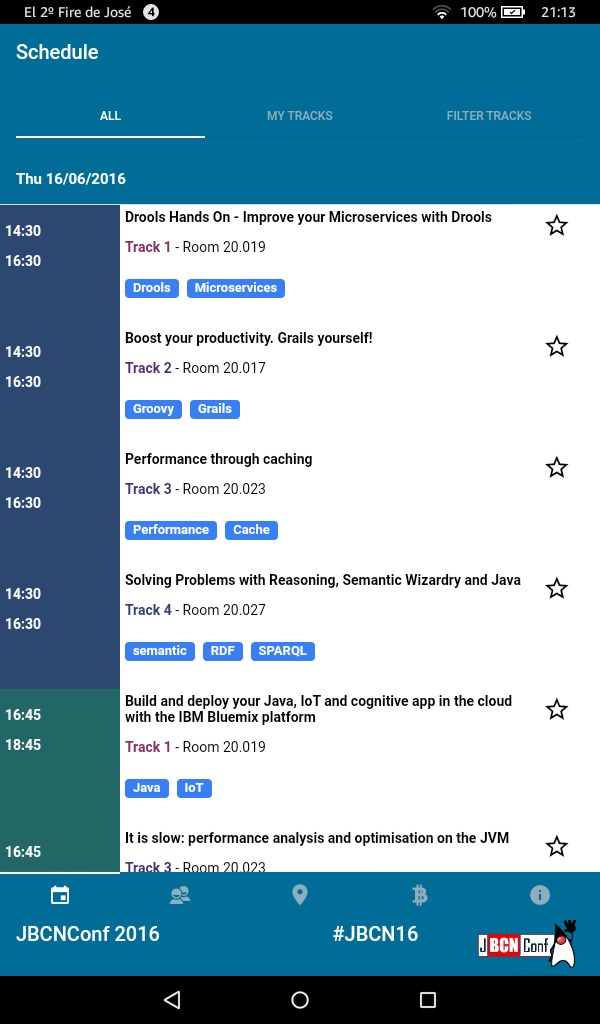 El 2º Fire de José 4 100% 21:13
Schedule
ALL MY TRACKS FILTER TRACKS
Thu 16/06/2016
Drools Hands On - Improve your Microservices with Drools
14:30
Track 1 - Room 20.019
16:30
Drools Microservices
Boost your productivity. Grails yourself!
14:30
Track 2 - Room 20.017
16:30
Groovy Grails
Performance through caching
14:30
Track 3 - Room 20.023
16:30
Performance Cache
Solving Problems with Reasoning, Semantic Wizardry and Java
14:30
Track 4 - Room 20.027
16:30
semantic RDF SPARQL
Build and deploy your Java, IoT and cognitive app in the cloud
with the IBM Bluemix platform
16:45
Track 1 - Room 20.019
18:45
Java IoT
It is slow: performance analysis and optimisation on the JVM
16:45
Track 3 - Room 20.023
JBCNConf 2016 #JBCN16
JBCNConf